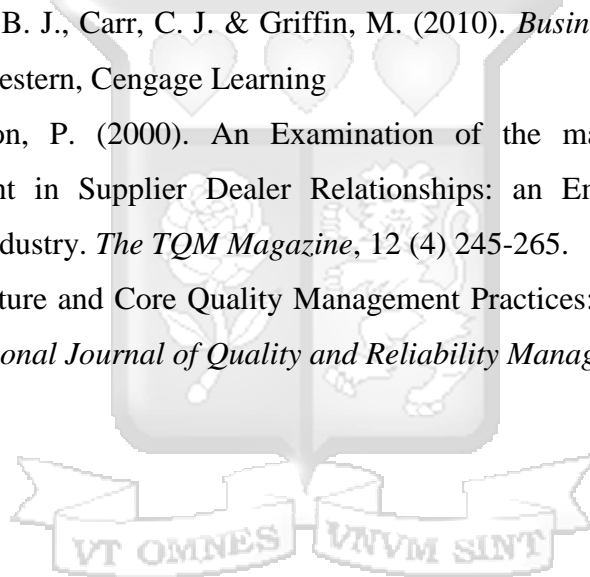 B. J., Carr, C. J. & Griffin, M. (2010). Busin
estern, Cengage Learning
on, P. (2000). An Examination of the ma
nt in Supplier Dealer Relationships: an En
dustry. The TQM Magazine, 12 (4) 245-265.
ture and Core Quality Management Practices:
onal Journal of Quality and Reliability Manag
VT OMNES VNVM SINT